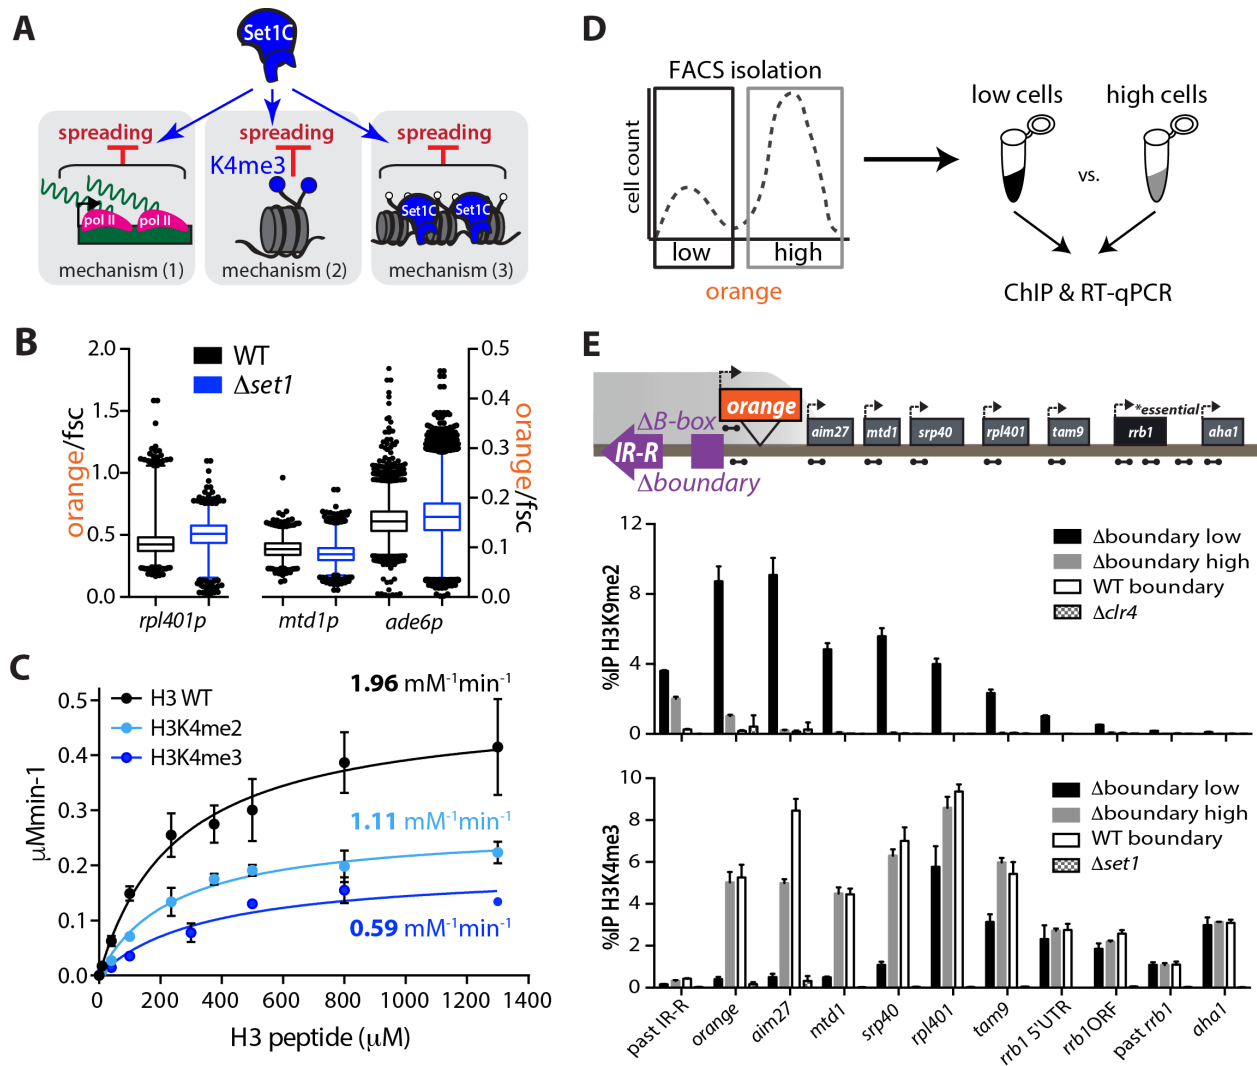 A
Set1C
spreading
spreading
spreading
K4me3
pol II
pol II
Set1C
Set1C
mechanism (1)
mechanism (2)
mechanism (3)
B
WT
Δset1
2.0
1.5
1.0
0.5
0.0
orange/fsc
0.5
0.4
0.3
0.2
0.1
0.0
orange/fsc
rpl401p
mtd1p
ade6p
C
H3 WT
H3K4me2
H3K4me3
1.96 mM-1min-1
1.11 mM-1min-1
0.59 mM-1min-1
0.5
0.4
0.3
0.2
0.1
0.0
μMmin-1
0
200
400
600
800
1000
1200
1400
H3 peptide (μM)
D
FACS isolation
cell count
low
high
orange
low cells
high cells
vs.
ChIP & RT-qPCR
E
orange
ΔB-box
IR-R
Δboundary
aim27
mtd1
srp40
rpl401
tam9
*essential
rrb1
aha1
12
8
4
0
%IP H3K9me2
Δboundary low
Δboundary high
WT boundary
Δclr4
10
8
6
4
2
0
%IP H3K4me3
Δboundary low
Δboundary high
WT boundary
Δset1
past IR-R
orange
aim27
mtd1
srp40
rpl401
tam9
rrb1 5'UTR
rrb1ORF
past rrb1
aha1